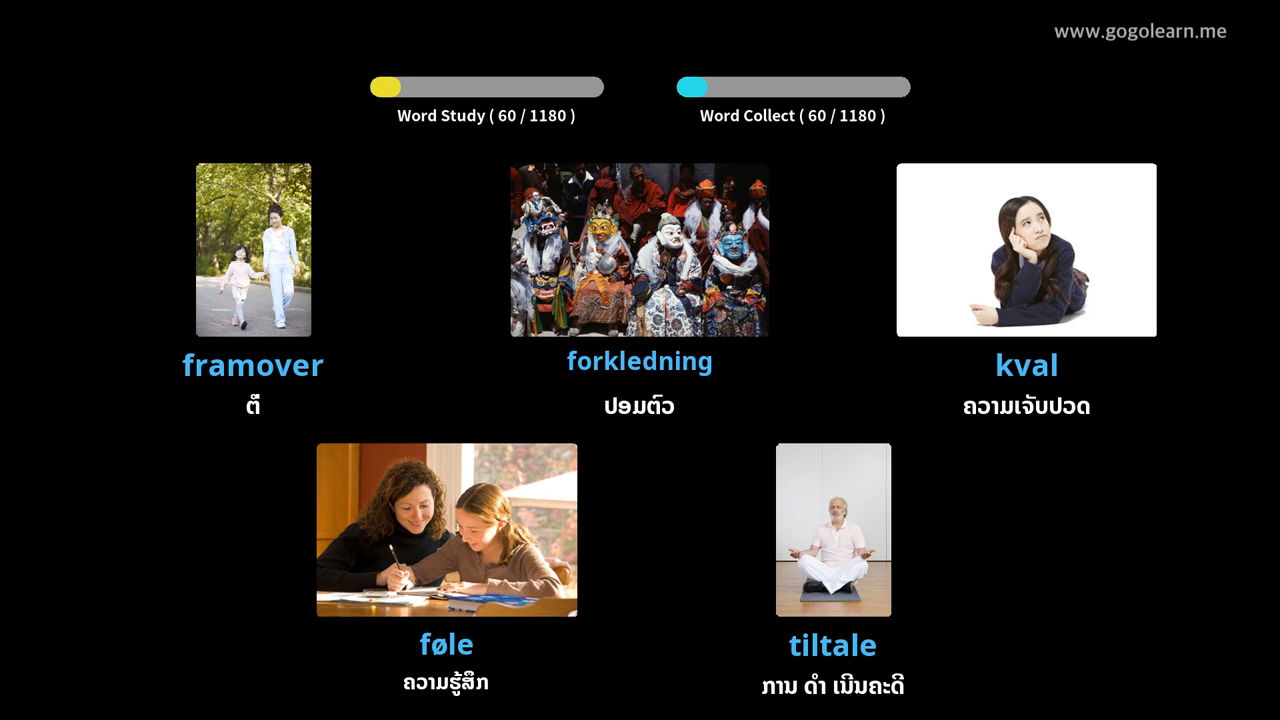 www.gogolearn.me
Word Study ( 60 / 1180 )
Word Collect ( 60 / 1180 )
framover
ຕໍ່
forkledning
ປອມຕົວ
kval
ຄວາມເຈັບປວດ
føle
ຄວາມຮູ້ສຶກ
tiltale
ການ ດຳ ເນີນຄະດີ